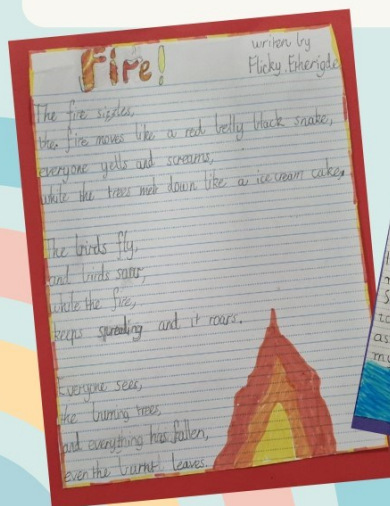 Fire!
writen by
Flicky.Etherigde
The fire sizzles,
the fire moves like a red belly black snake,
everyone yells and screams,
while the trees melt down like a icecream cake,
The birds fly,
and birds soar,
while the fire,
keeps spreading and it roars.
Everyone sees,
the burning trees,
and everything has fallen,
even the burnt leaves.